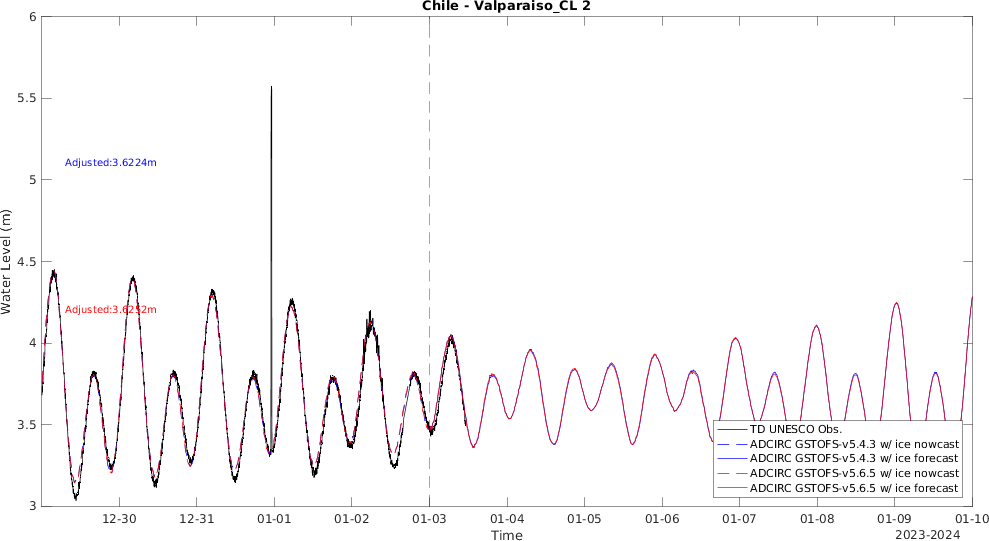 Chile - Valparaiso_CL 2
6
5.5
5
4.5
4
3.5
3
Water Level (m)
Adjusted:3.6224m
Adjusted:3.6252m
TD UNESCO Obs.
ADCIRC GSTOFS-v5.4.3 w/ ice nowcast
ADCIRC GSTOFS-v5.4.3 w/ ice forecast
ADCIRC GSTOFS-v5.6.5 w/ ice nowcast
ADCIRC GSTOFS-v5.6.5 w/ ice forecast
12-30 12-31 01-01 01-02 01-03 01-04 01-05 01-06 01-07 01-08 01-09 01-10
Time
2023-2024